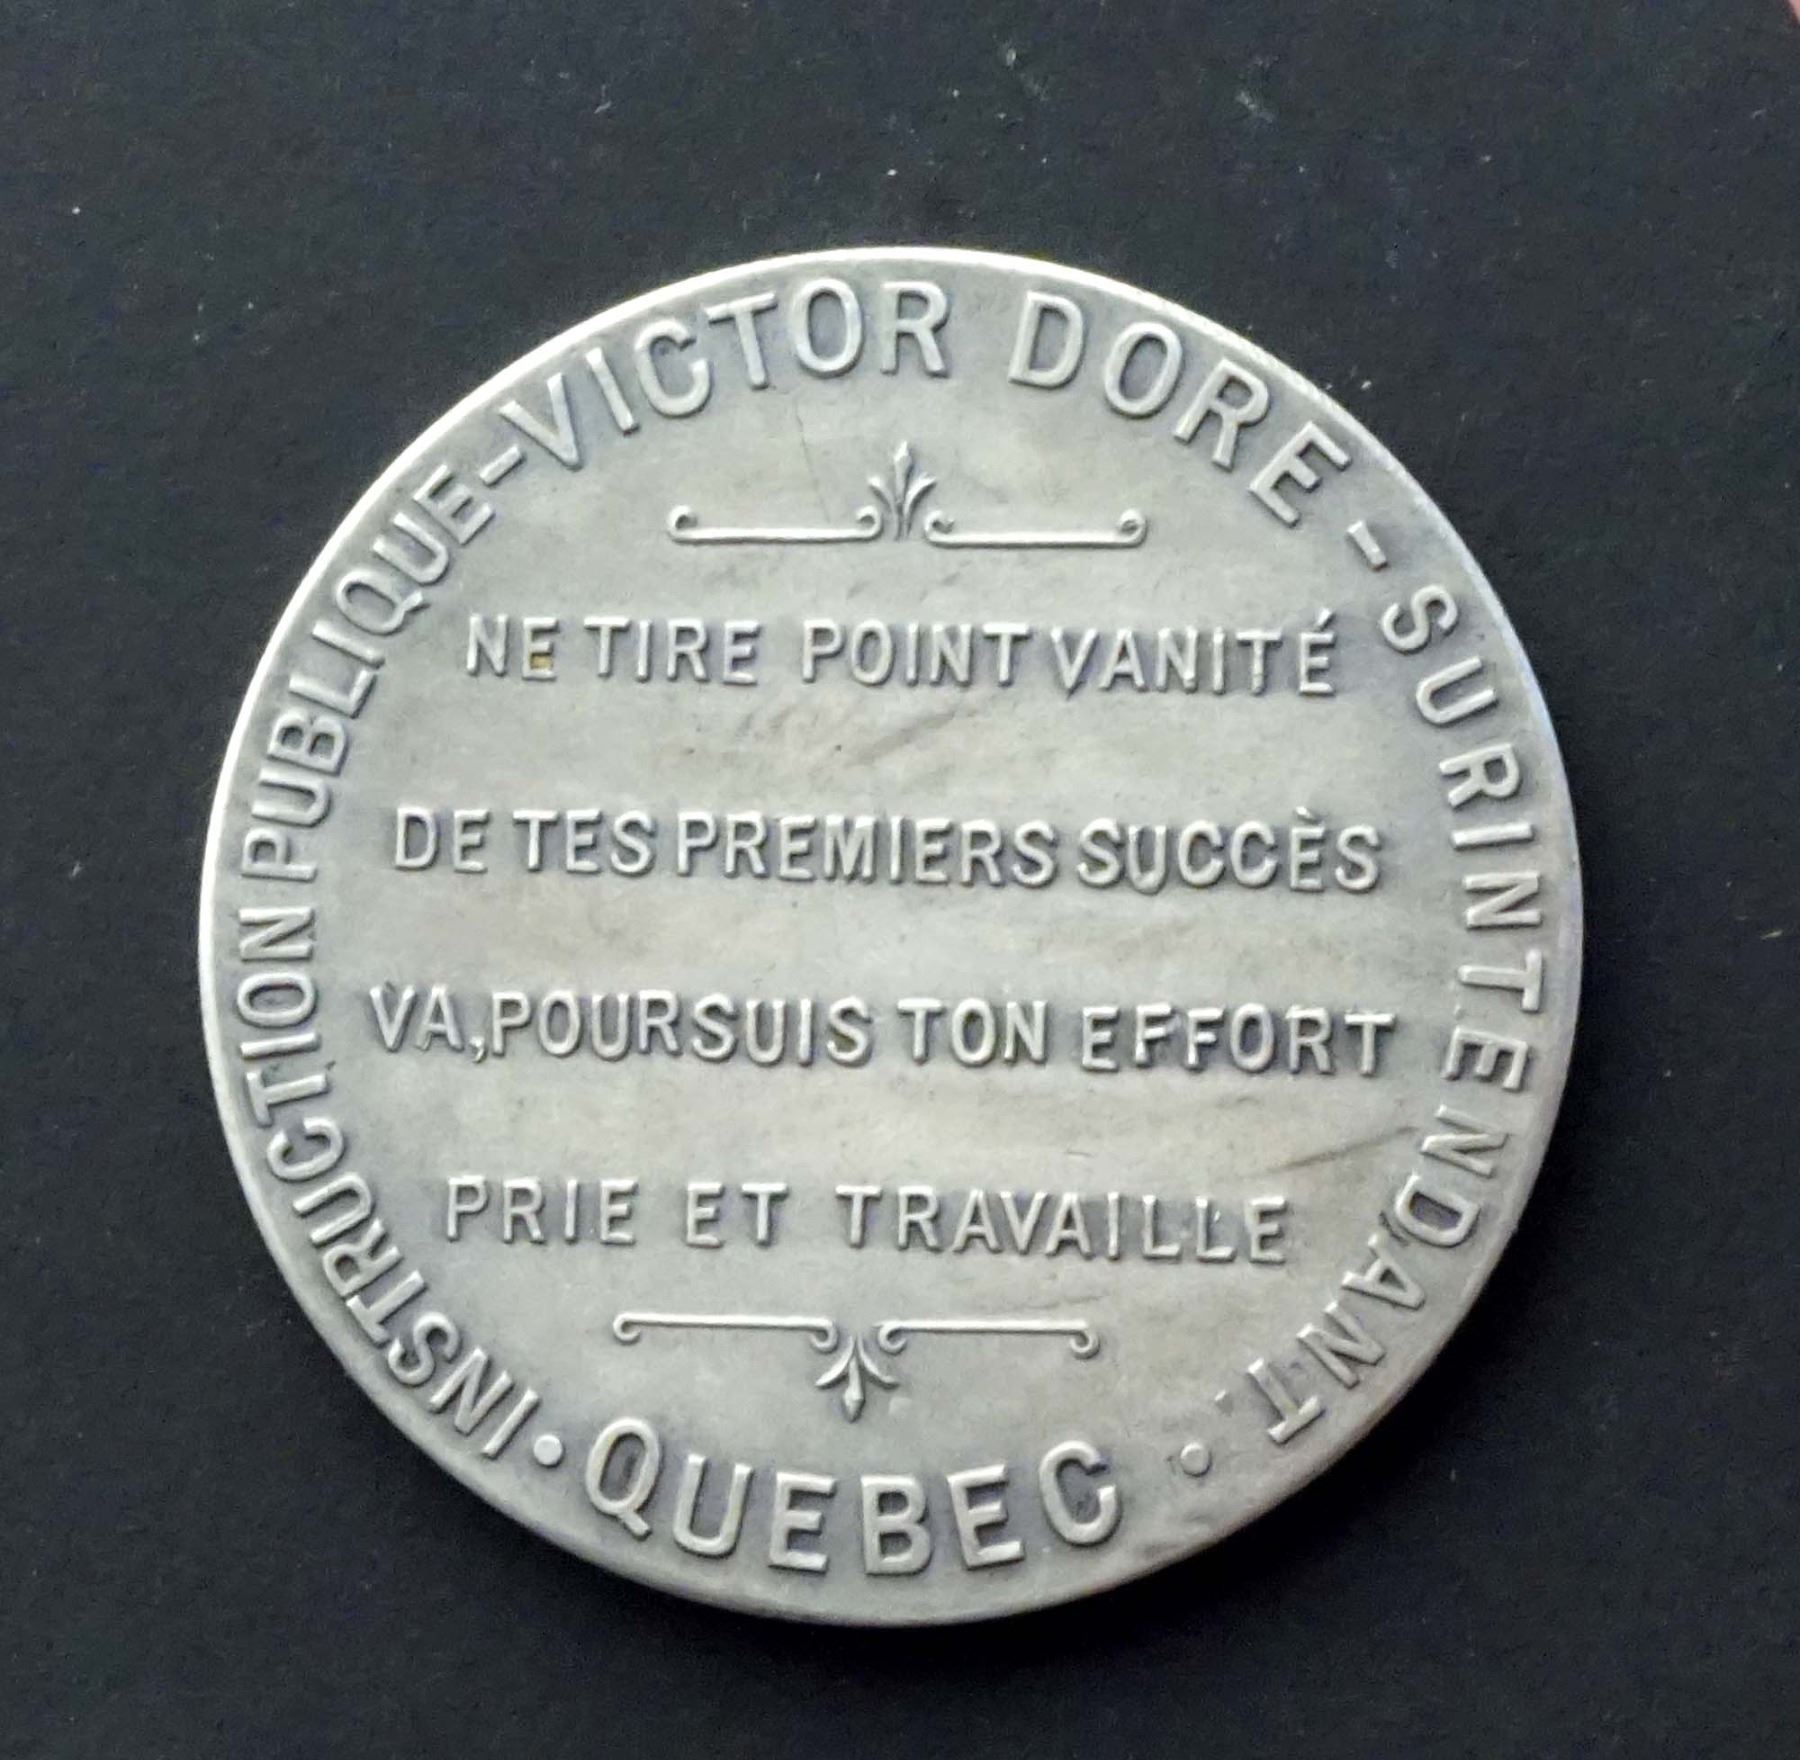 INSTRUCTION PUBLIQUE-VICTOR DORE-SURINTENDANT.
NE TIRE POINT VANITÉ
DE TES PREMIERS SUCCÈS
VA, POURSUIS TON EFFORT
PRIE ET TRAVAILLE
• QUEBEC •